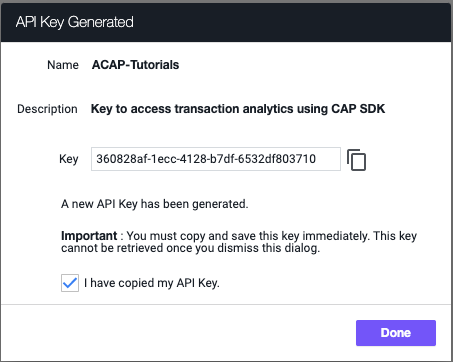 API Key Generated
Name ACAP-Tutorials
Description Key to access transaction analytics using CAP SDK
Key 360828af-1ecc-4128-b7df-6532df803710
A new API Key has been generated.
Important : You must copy and save this key immediately. This key
cannot be retrieved once you dismiss this dialog.
I have copied my API Key.
Done